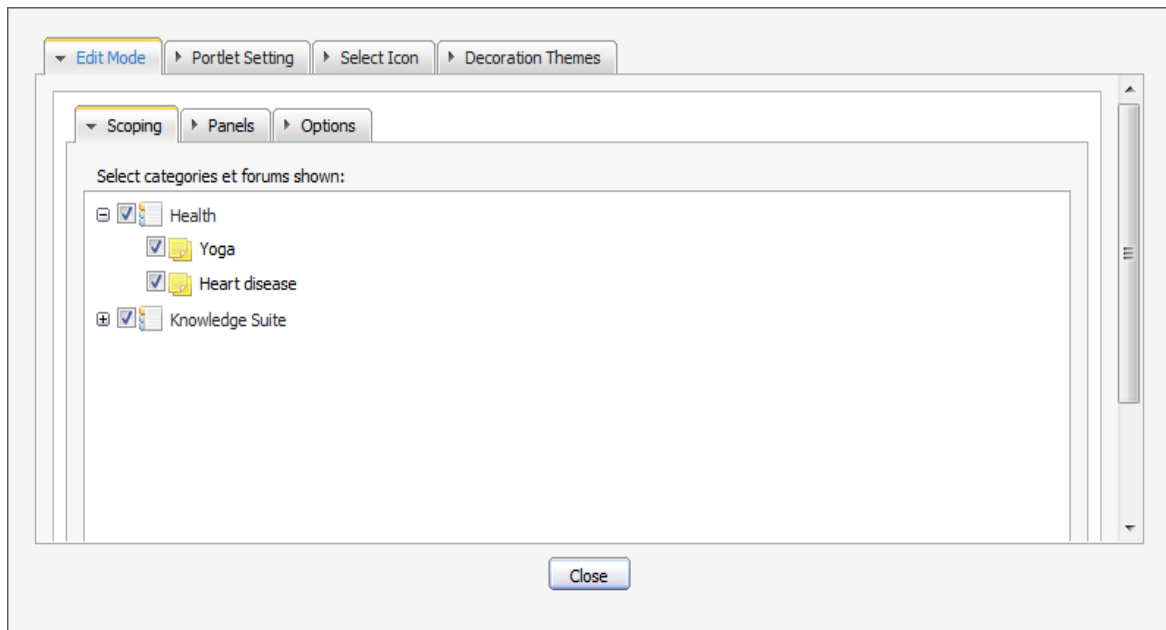 Edit Mode Portlet Setting Select Icon Decoration Themes
Scoping Panels Options
Select categories et forums shown:
Health
Yoga
Heart disease
Knowledge Suite
Close